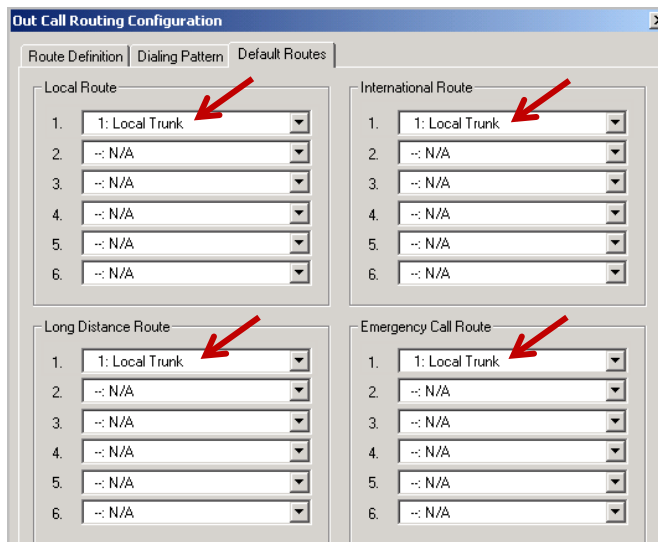 Out Call Routing Configuration
Route Definition Dialing Pattern Default Routes
Local Route
1. 1: Local Trunk
2. --: N/A
3. --: N/A
4. --: N/A
5. --: N/A
6. --: N/A
International Route
1. 1: Local Trunk
2. --: N/A
3. --: N/A
4. --: N/A
5. --: N/A
6. --: N/A
Long Distance Route
1. 1: Local Trunk
2. --: N/A
3. --: N/A
4. --: N/A
5. --: N/A
6. --: N/A
Emergency Call Route
1. 1: Local Trunk
2. --: N/A
3. --: N/A
4. --: N/A
5. --: N/A
6. --: N/A